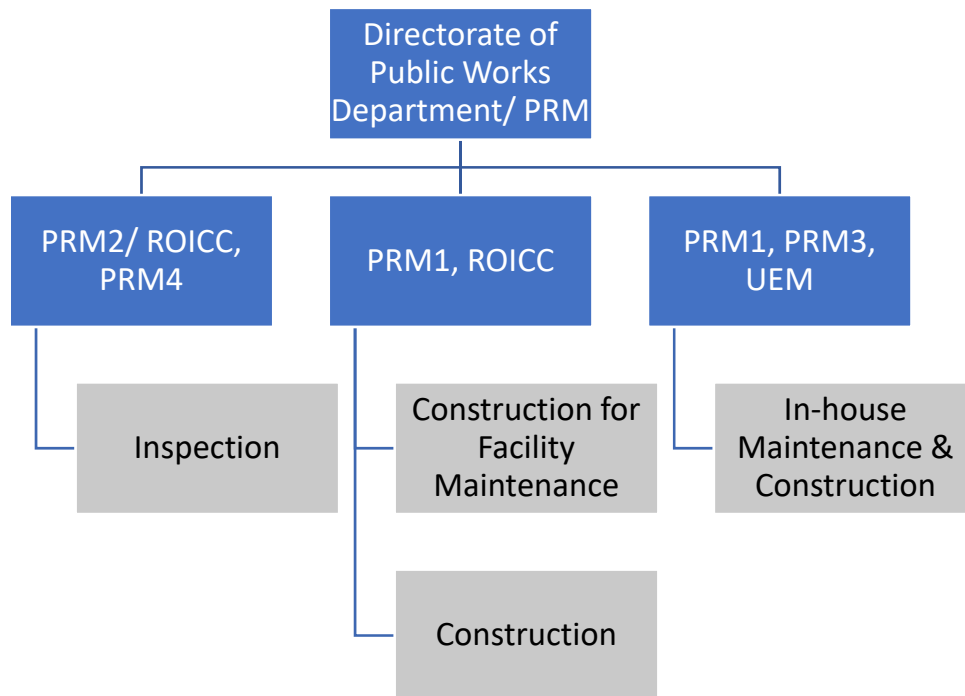 Directorate of
Public Works
Department/ PRM
PRM2/ ROICC,
PRM4
PRM1, ROICC
PRM1, PRM3,
UEM
Inspection
Construction for
Facility
Maintenance
In-house
Maintenance &
Construction
Construction